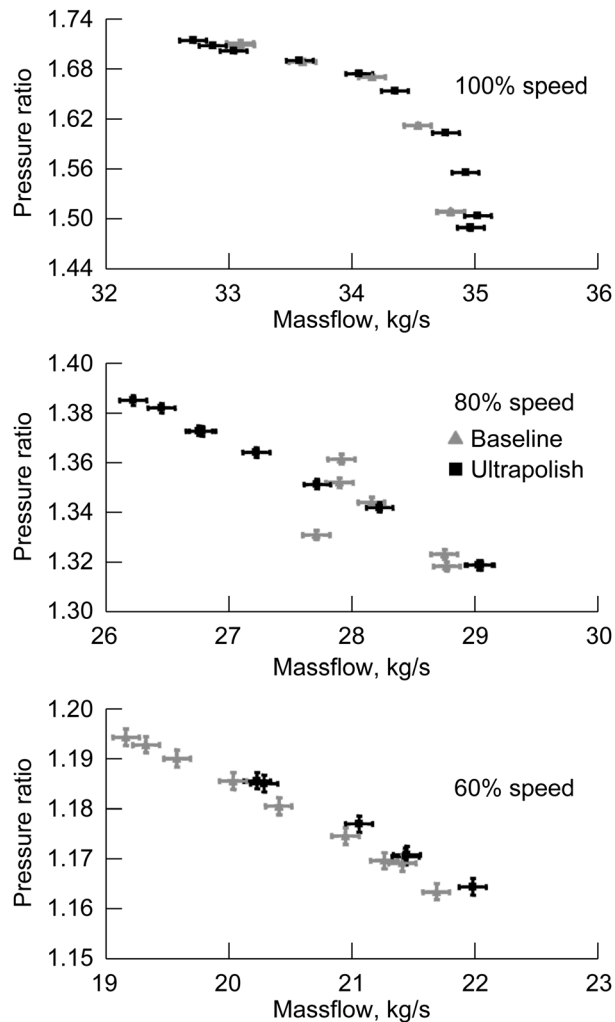 1.74
1.68
1.62
1.56
1.50
1.44
Pressure ratio
100% speed
32 33 34 35 36
Massflow, kg/s
1.40
1.38
1.36
1.34
1.32
1.30
Pressure ratio
80% speed
Baseline
Ultrapolish
26 27 28 29 30
Massflow, kg/s
1.20
1.19
1.18
1.17
1.16
1.15
Pressure ratio
60% speed
19 20 21 22 23
Massflow, kg/s